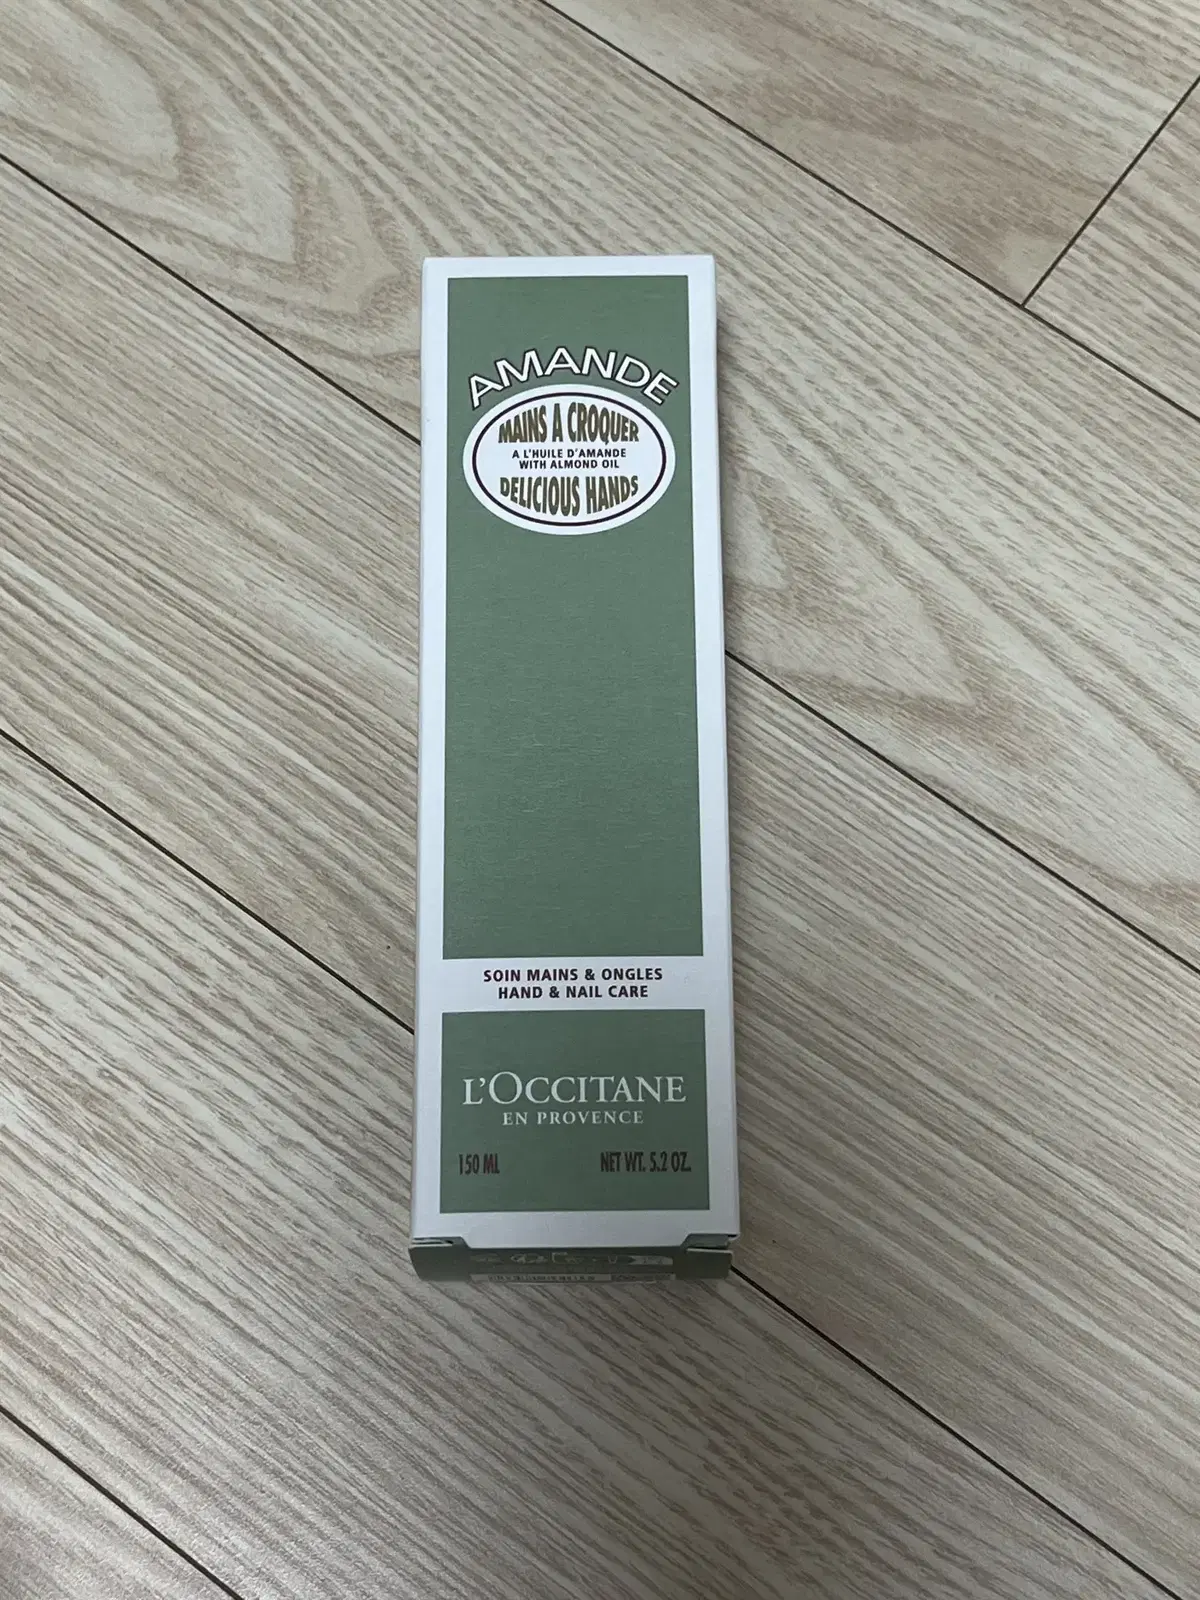 AMANDE
MAINS A CROQUER
A L'HUILE D'AMANDE
WITH ALMOND OIL
DELICIOUS HANDS
SOIN MAINS & ONGLES
HAND & NAIL CARE
L'OCCITANE
EN PROVENCE
150 ML NET WT. 5.2 OZ.